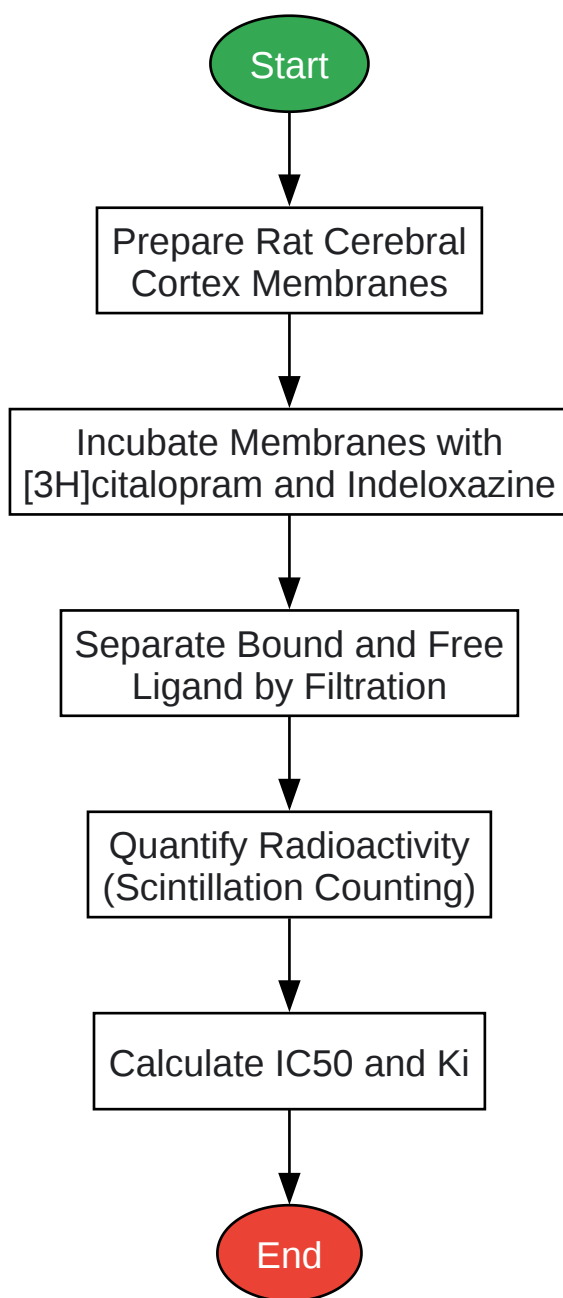 Start
Prepare Rat Cerebral
Cortex Membranes
Incubate Membranes with
[3H]citalopram and Indeloxazine
Separate Bound and Free
Ligand by Filtration
Quantify Radioactivity
(Scintillation Counting)
Calculate IC50 and Ki
End